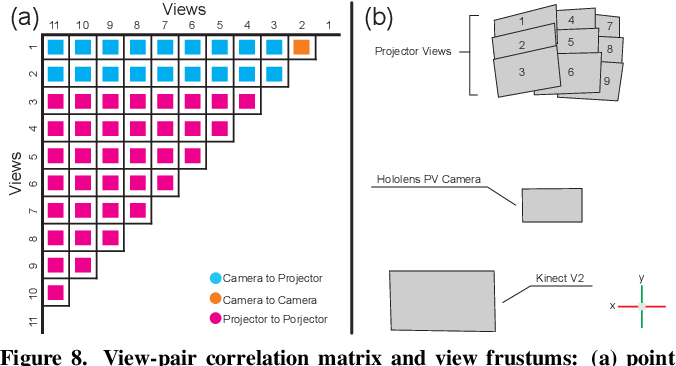 (a)
Views
11 10 9 8 7 6 5 4 3 2 1
Views
1
2
3
4
5
6
7
8
9
10
11
Camera to Projector
Camera to Camera
Projector to Porjector
(b)
Projector Views
1 4 7
2 5 8
3 6 9
Hololens PV Camera
Kinect V2
y
x
Figure 8. View-pair correlation matrix and view frustums: (a) point